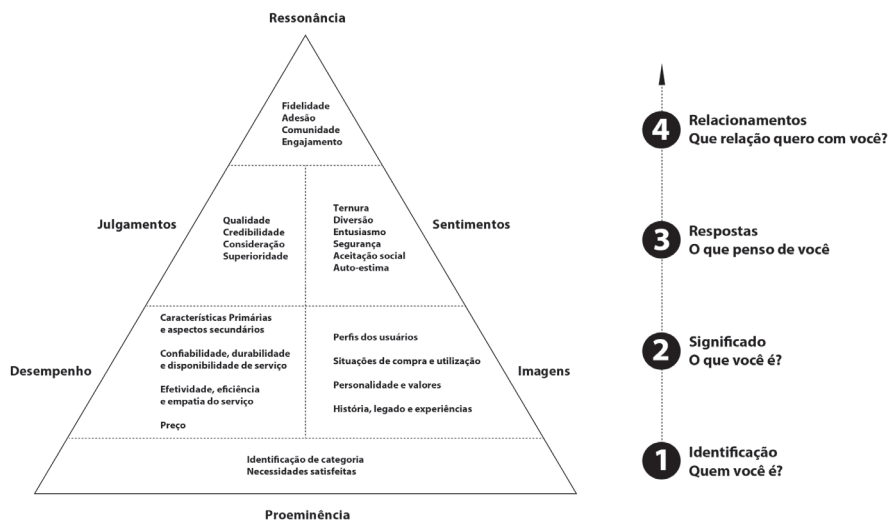 Ressonância
Fidelidade
Adesão
Comunidade
Engajamento
Julgamentos
Qualidade
Credibilidade
Consideração
Superioridade
Ternura
Diversão
Entusiasmo
Segurança
Aceitação social
Auto-estima
Sentimentos
Desempenho
Características Primárias
e aspectos secundários
Confiabilidade, durabilidade
e disponibilidade de serviço
Efetividade, eficiência
e empatia do serviço
Preço
Perfis dos usuários
Situações de compra e utilização
Personalidade e valores
História, legado e experiências
Imagens
Identificação de categoria
Necessidades satisfeitas
Proeminência
4
Relacionamentos
Que relação quero com você?
3
Respostas
O que penso de você
2
Significado
O que você é?
1
Identificação
Quem você é?